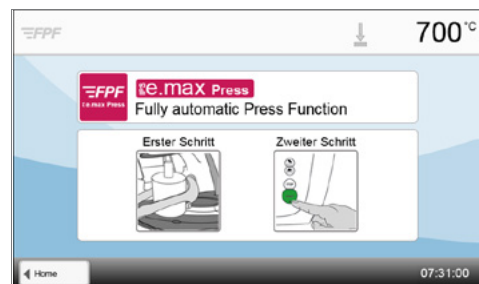 FPF
700°C
FPF
e.max Press
IPS e.max Press
Fully automatic Press Function
Erster Schritt
Zweiter Schritt
Home
07:31:00